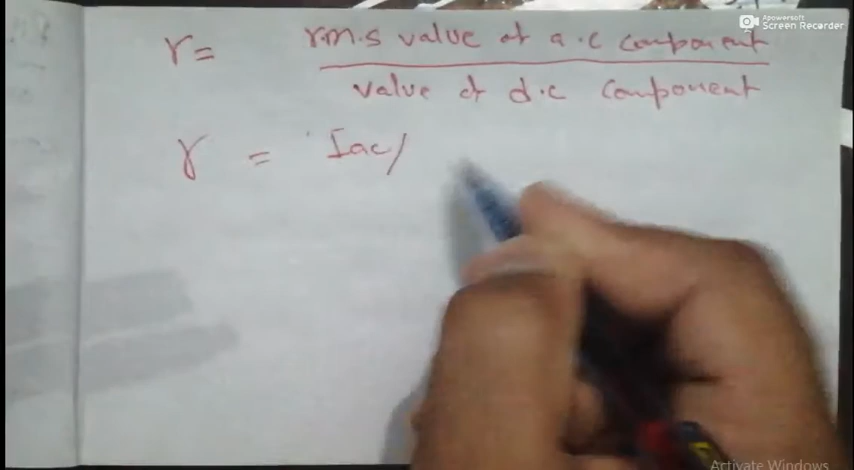 Apowersoft
Screen Recorder
γ = r.m.s value of a.c component
value of d.c component
γ = Iac/
Activate Windows